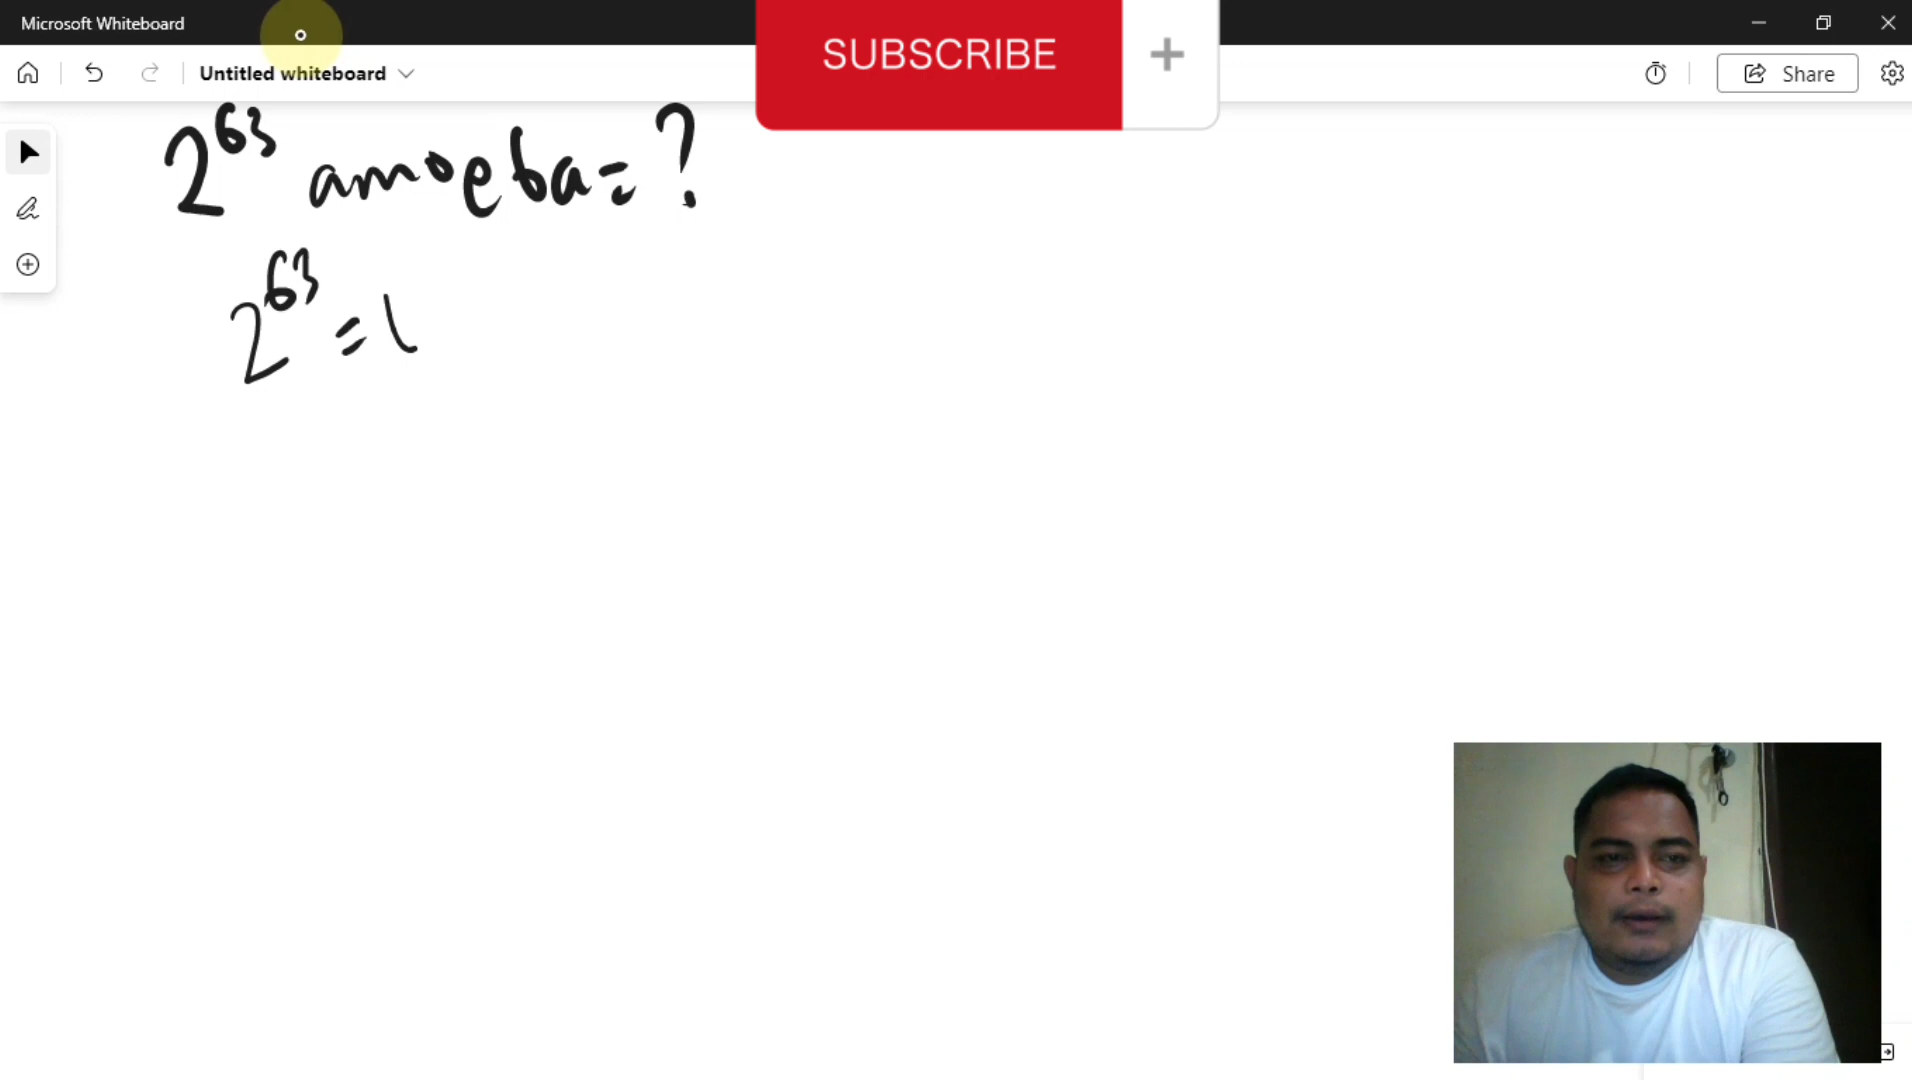 Microsoft Whiteboard
SUBSCRIBE +
Untitled whiteboard
Share
2^63 amoeba = ?
2^63 = 1